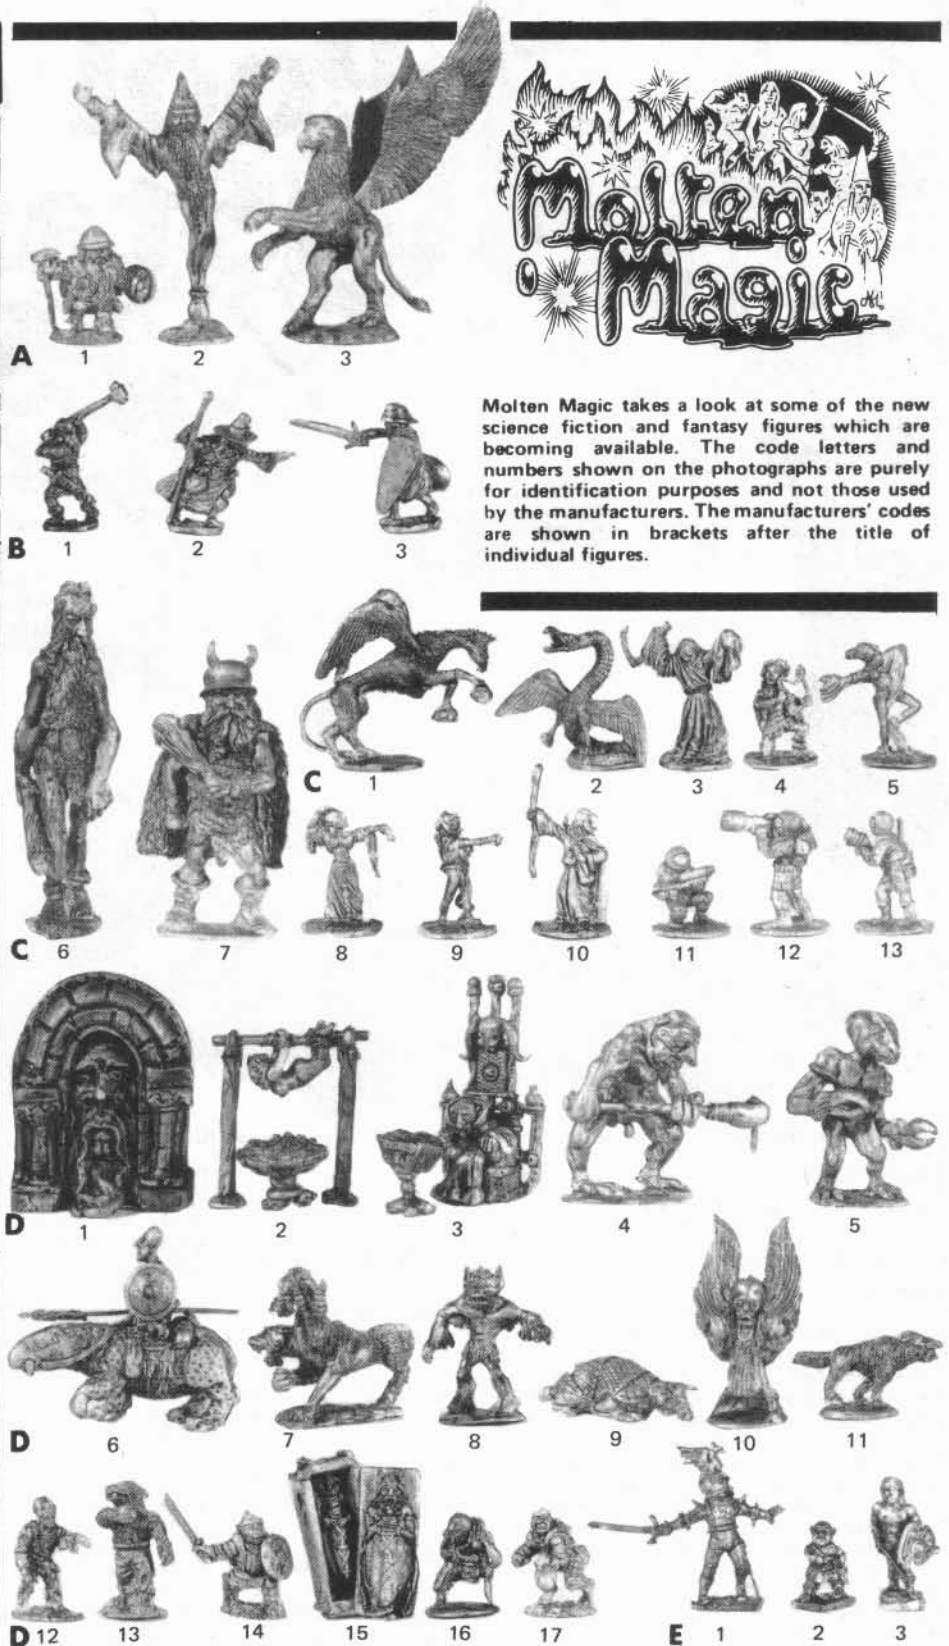 Molten
Magic
A 1 2 3
Molten Magic takes a look at some of the new
science fiction and fantasy figures which are
becoming available. The code letters and
numbers shown on the photographs are purely
for identification purposes and not those used
by the manufacturers. The manufacturers' codes
are shown in brackets after the title of
individual figures.
B 1 2 3
C 1 2 3 4 5
C 6 7 8 9 10 11 12 13
D 1 2 3 4 5
D 6 7 8 9 10 11
D 12 13 14 15 16 17 E 1 2 3